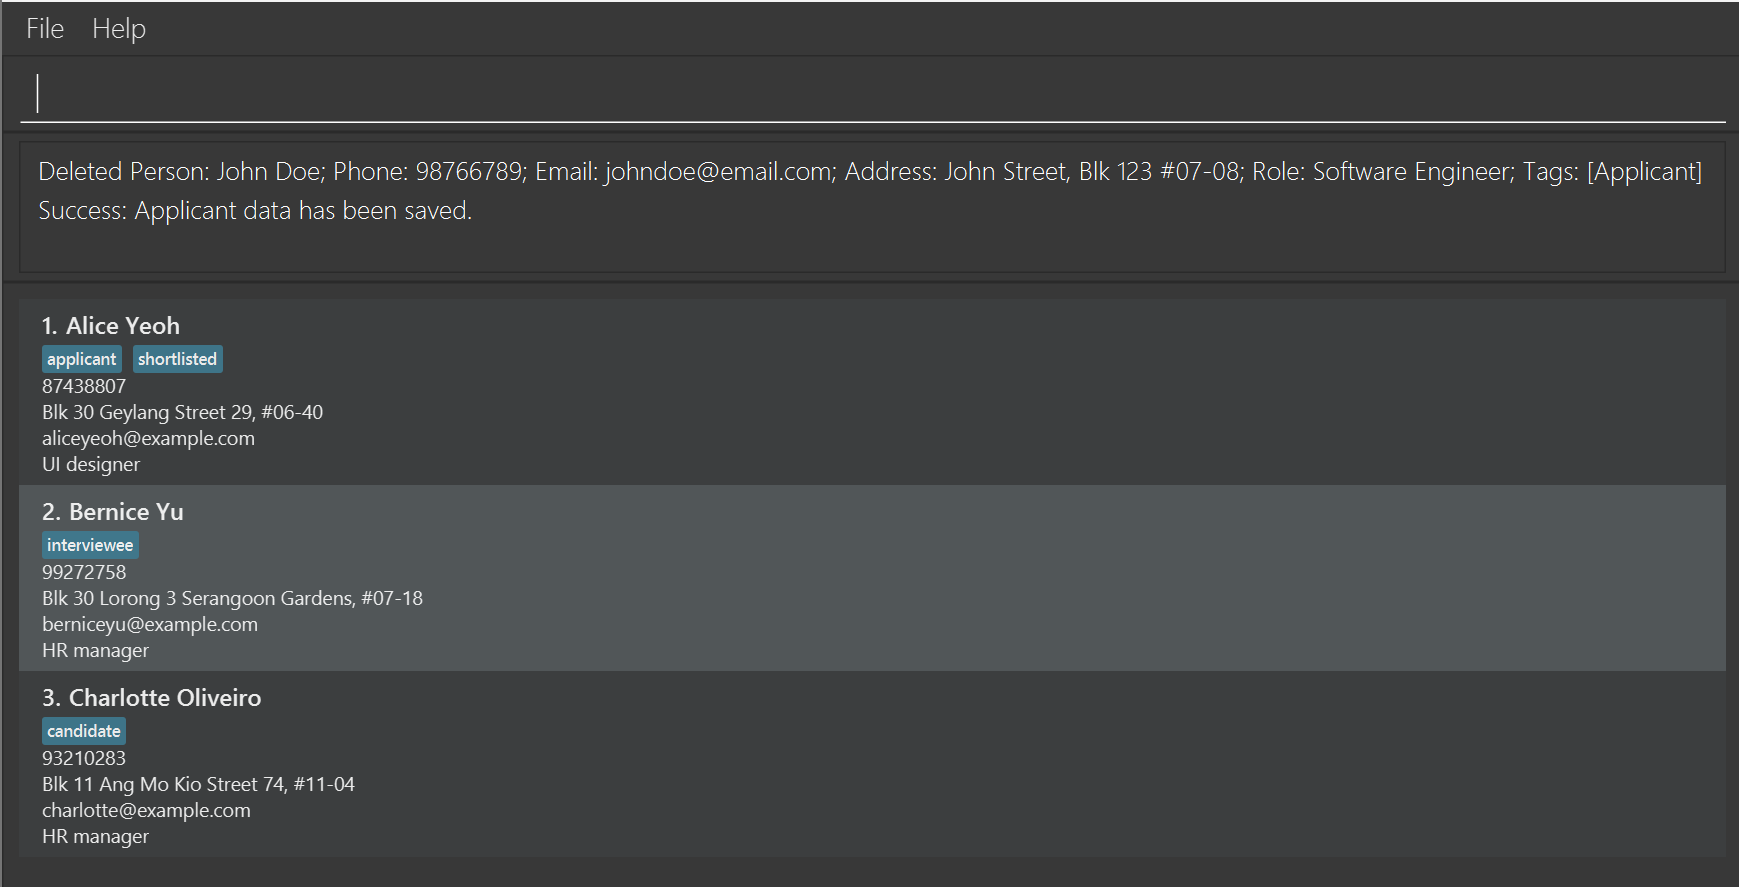 File Help
Deleted Person: John Doe; Phone: 98766789; Email: johndoe@email.com; Address: John Street, Blk 123 #07-08; Role: Software Engineer; Tags: [Applicant]
Success: Applicant data has been saved.
1. Alice Yeoh
applicant shortlisted
87438807
Blk 30 Geylang Street 29, #06-40
aliceyeoh@example.com
UI designer
2. Bernice Yu
interviewee
99272758
Blk 30 Lorong 3 Serangoon Gardens, #07-18
berniceyu@example.com
HR manager
3. Charlotte Oliveiro
candidate
93210283
Blk 11 Ang Mo Kio Street 74, #11-04
charlotte@example.com
HR manager